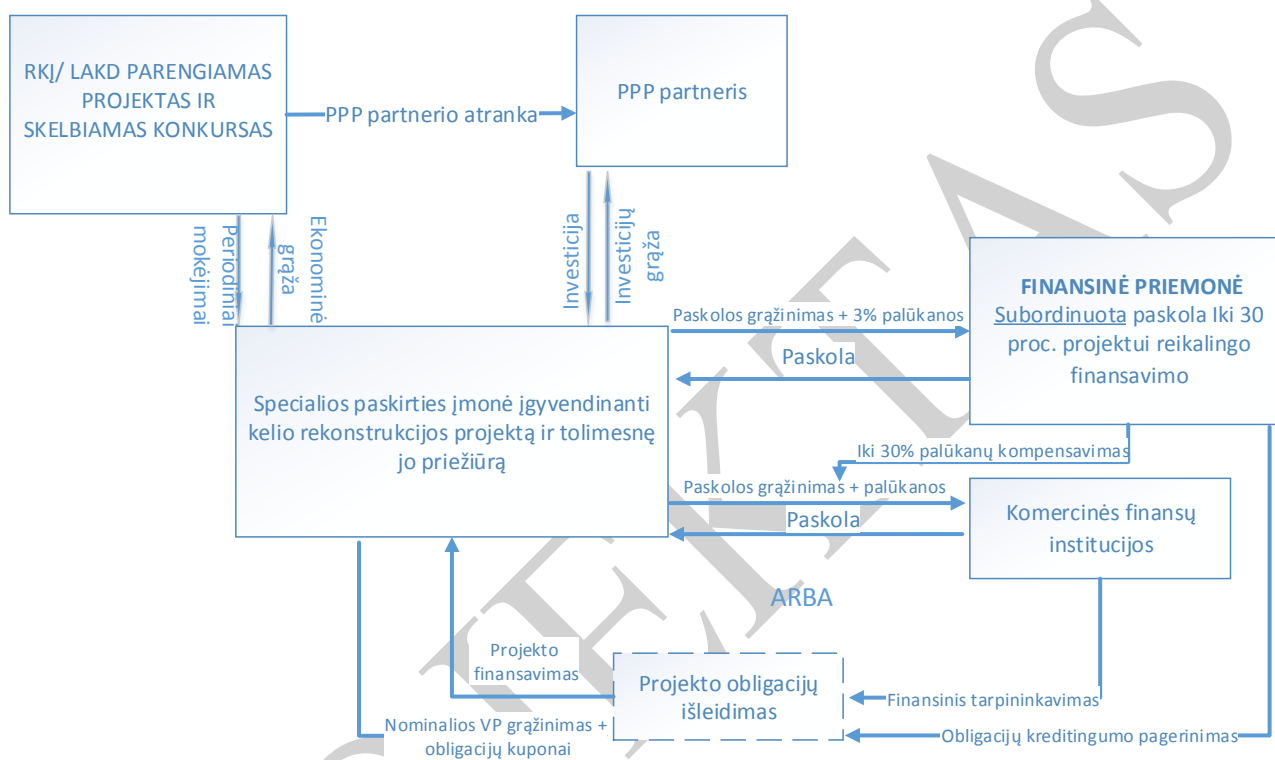 RKĮ/ LAKD PARENGIAMAS
PROJEKTAS IR
SKELBIAMAS KONKURSAS
PPP partnerio atranka
PPP partneris
Periodiniai
mokėjimai
Ekonominė
grąža
Investicija
Investicijų
grąža
FINANSINĖ PRIEMONĖ
Subordinuota paskola Iki 30
proc. projektui reikalingo
finansavimo
Paskolos grąžinimas + 3% palūkanos
Paskola
Specialios paskirties įmonė įgyvendinanti
kelio rekonstrukcijos projektą ir tolimesnę
jo priežiūrą
Iki 30% palūkanų kompensavimas
Paskolos grąžinimas + palūkanos
Paskola
Komercinės finansų
institucijos
ARBA
Projekto
finansavimas
Projekto obligacijų
išleidimas
Finansinis tarpininkavimas
Nominalios VP grąžinimas +
obligacijų kuponai
Obligacijų kreditingumo pagerinimas